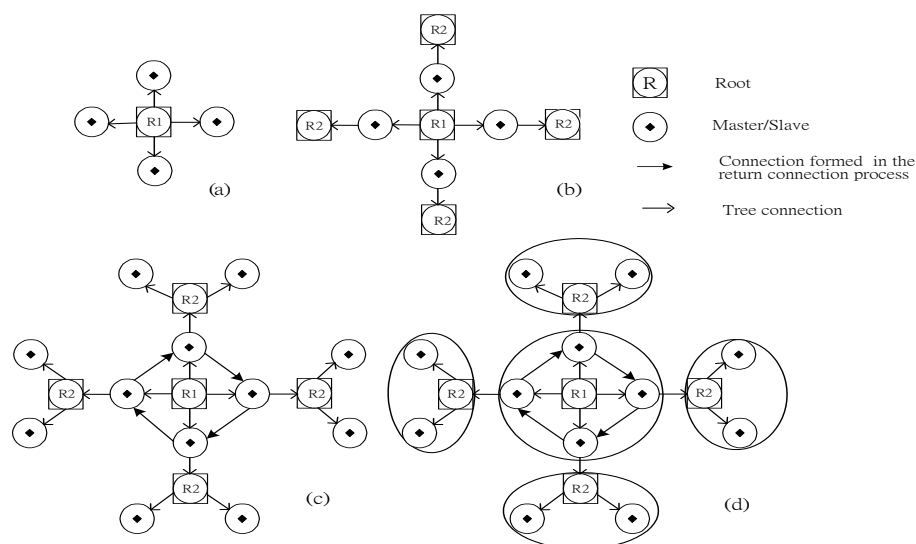 R1
(a)
R2
R2
R1
R2
R2
(b)
R
Root
Master/Slave
Connection formed in the
return connection process
Tree connection
R2
R2
R1
R2
R2
(c)
R2
R2
R1
R2
R2
(d)